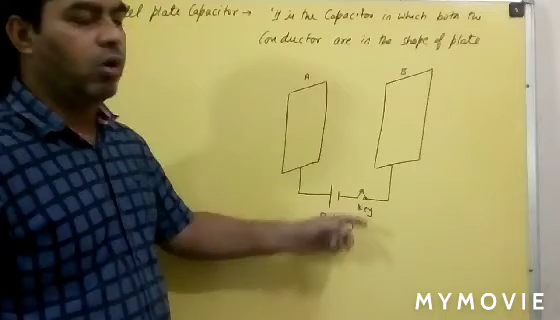 plate Capacitor → It is the Capacitor in which both the
Conductor are in the shape of plate
A
B
Key
MYMOVIE